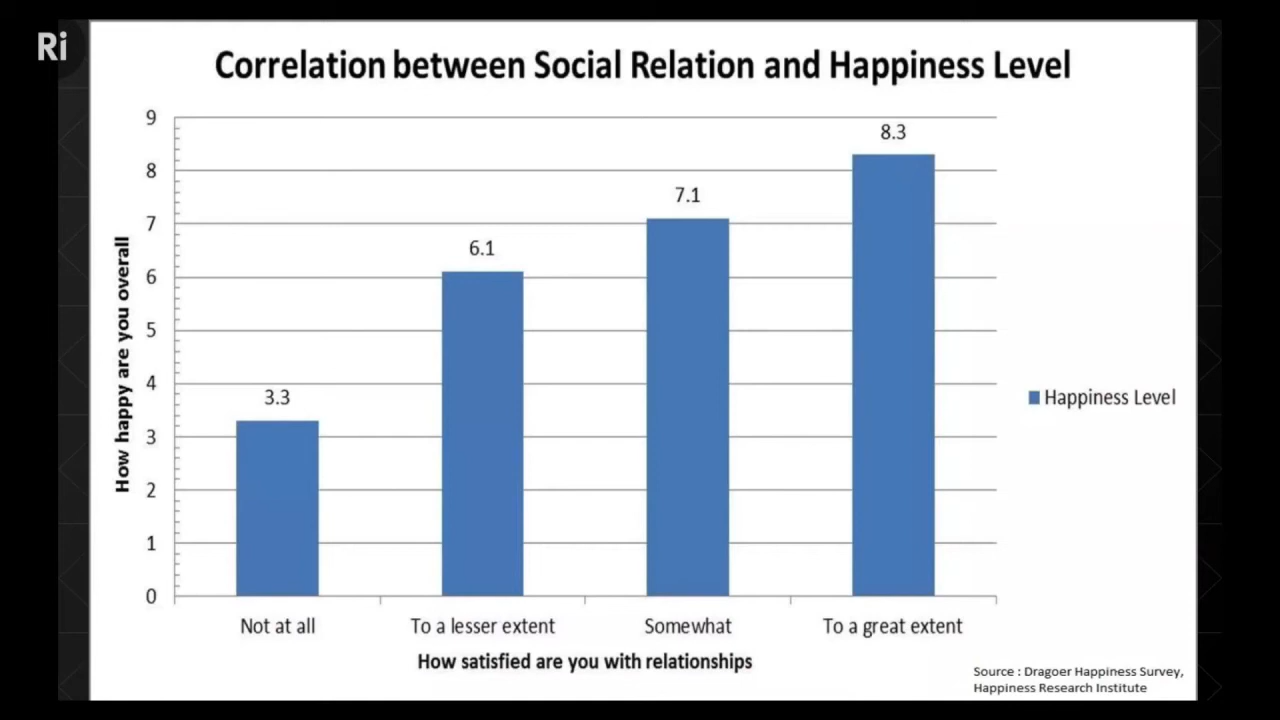 Ri
Correlation between Social Relation and Happiness Level
How happy are you overall
9
8
7
6
5
4
3
2
1
0
3.3
6.1
7.1
8.3
Happiness Level
Not at all
To a lesser extent
Somewhat
To a great extent
How satisfied are you with relationships
Source : Dragoer Happiness Survey,
Happiness Research Institute